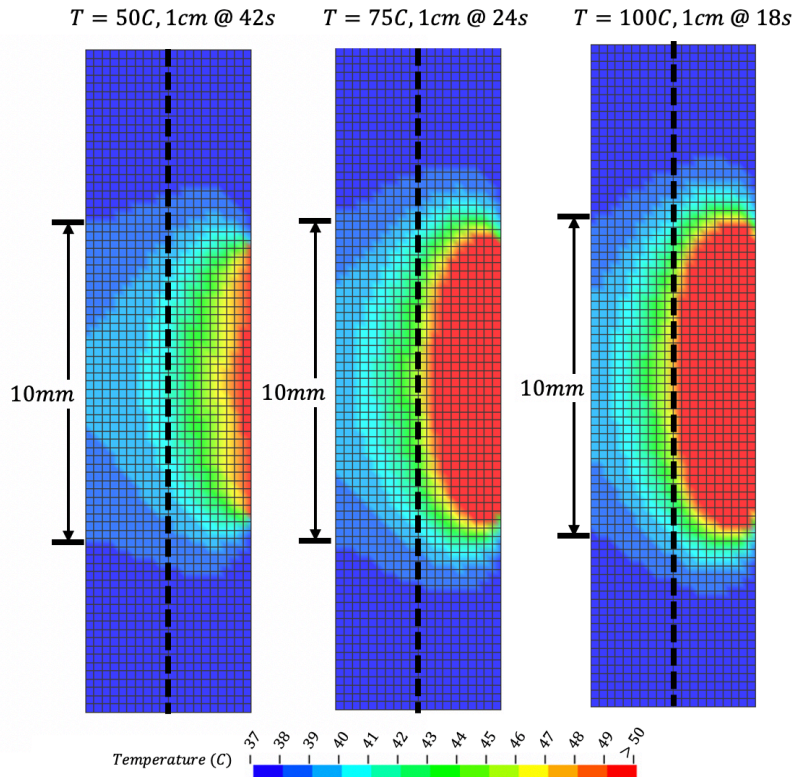 T = 50C, 1cm @ 42s
T = 75C, 1cm @ 24s
T = 100C, 1cm @ 18s
10mm
10mm
10mm
Temperature (C)
37 38 39 40 41 42 43 44 45 46 47 48 49 >50